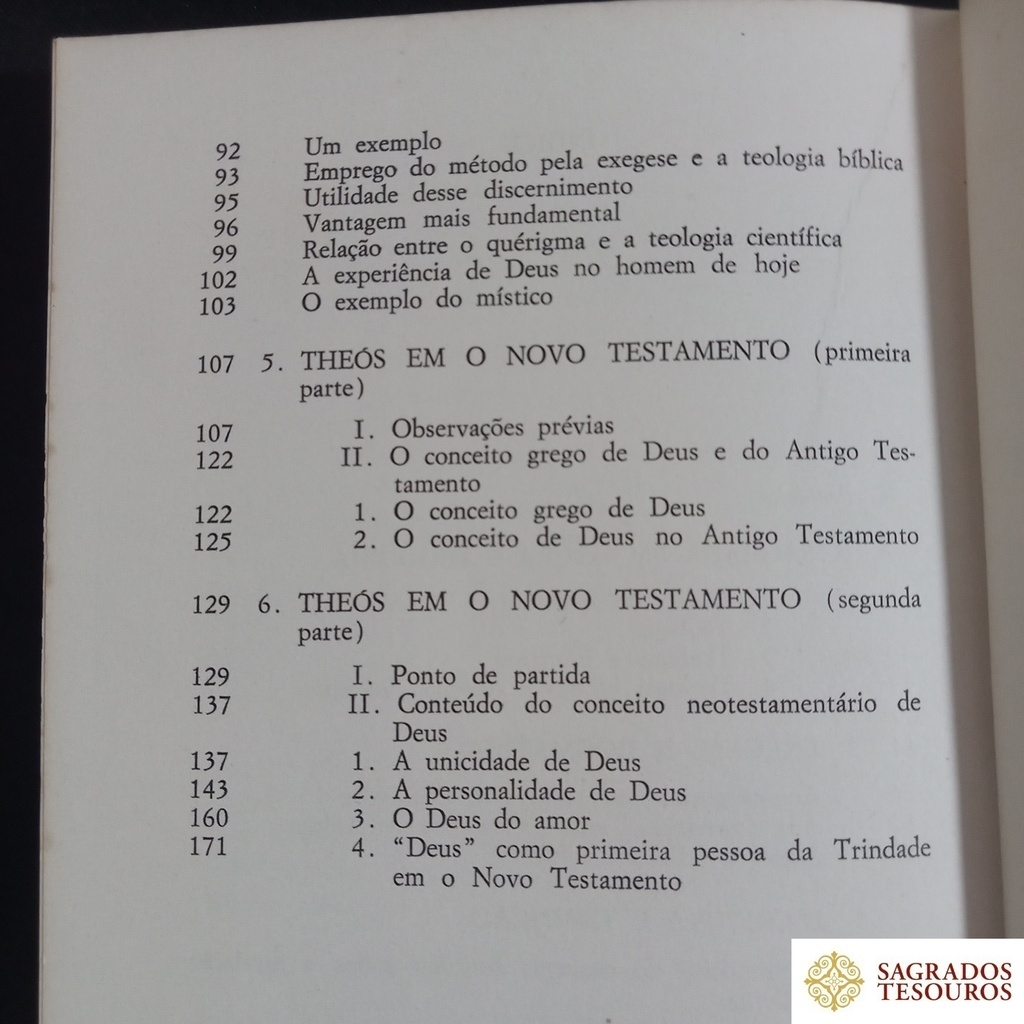 92 Um exemplo
93 Emprego do método pela exegese e a teologia bíblica
95 Utilidade desse discernimento
96 Vantagem mais fundamental
99 Relação entre o quérigma e a teologia científica
102 A experiência de Deus no homem de hoje
103 O exemplo do místico
107 5. THEÓS EM O NOVO TESTAMENTO (primeira
parte)
107 I. Observações prévias
122 II. O conceito grego de Deus e do Antigo Tes-
tamento
122 1. O conceito grego de Deus
125 2. O conceito de Deus no Antigo Testamento
129 6. THEÓS EM O NOVO TESTAMENTO (segunda
parte)
129 I. Ponto de partida
137 II. Conteúdo do conceito neotestamentário de
Deus
137 1. A unicidade de Deus
143 2. A personalidade de Deus
160 3. O Deus do amor
171 4. “Deus” como primeira pessoa da Trindade
em o Novo Testamento
SAGRADOS
TESOUROS